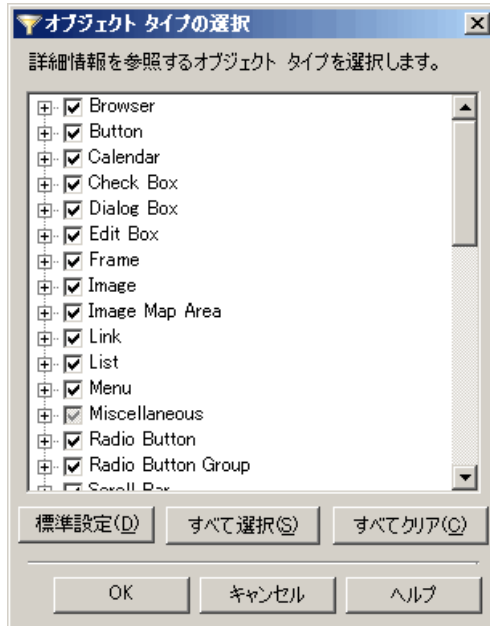 オブジェクト タイプの選択
詳細情報を参照するオブジェクト タイプを選択します。
Browser
Button
Calendar
Check Box
Dialog Box
Edit Box
Frame
Image
Image Map Area
Link
List
Menu
Miscellaneous
Radio Button
Radio Button Group
Scroll Bar
標準設定(D) すべて選択(S) すべてクリア(C)
OK キャンセル ヘルプ